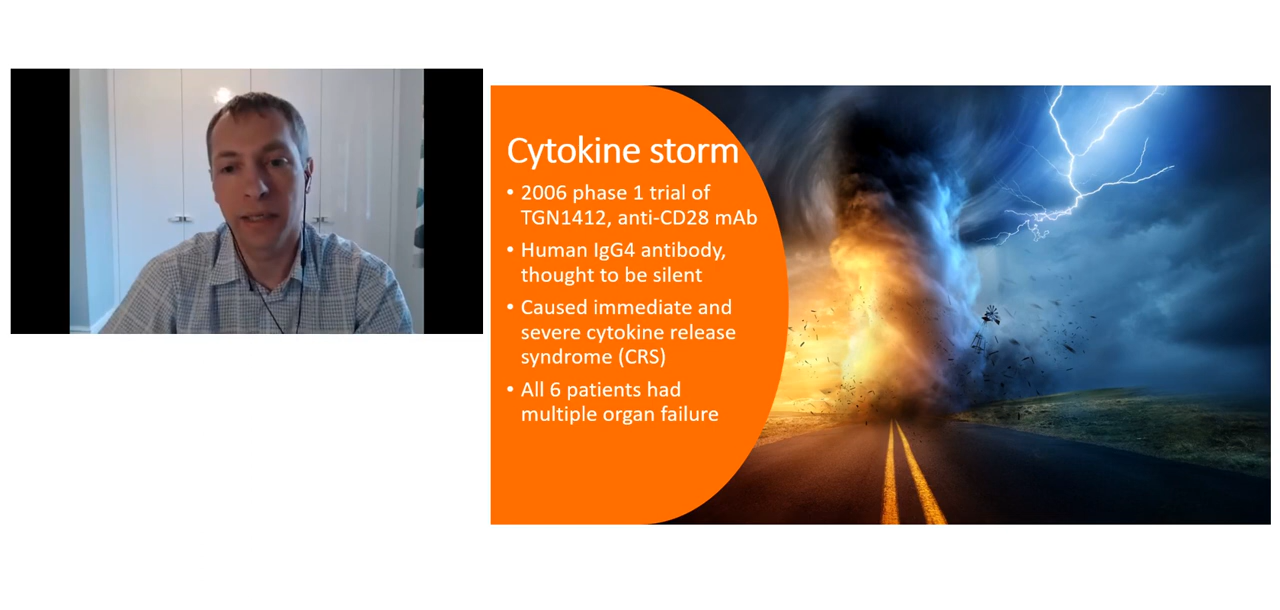 Cytokine storm
• 2006 phase 1 trial of
TGN1412, anti-CD28 mAb
• Human IgG4 antibody,
thought to be silent
• Caused immediate and
severe cytokine release
syndrome (CRS)
• All 6 patients had
multiple organ failure